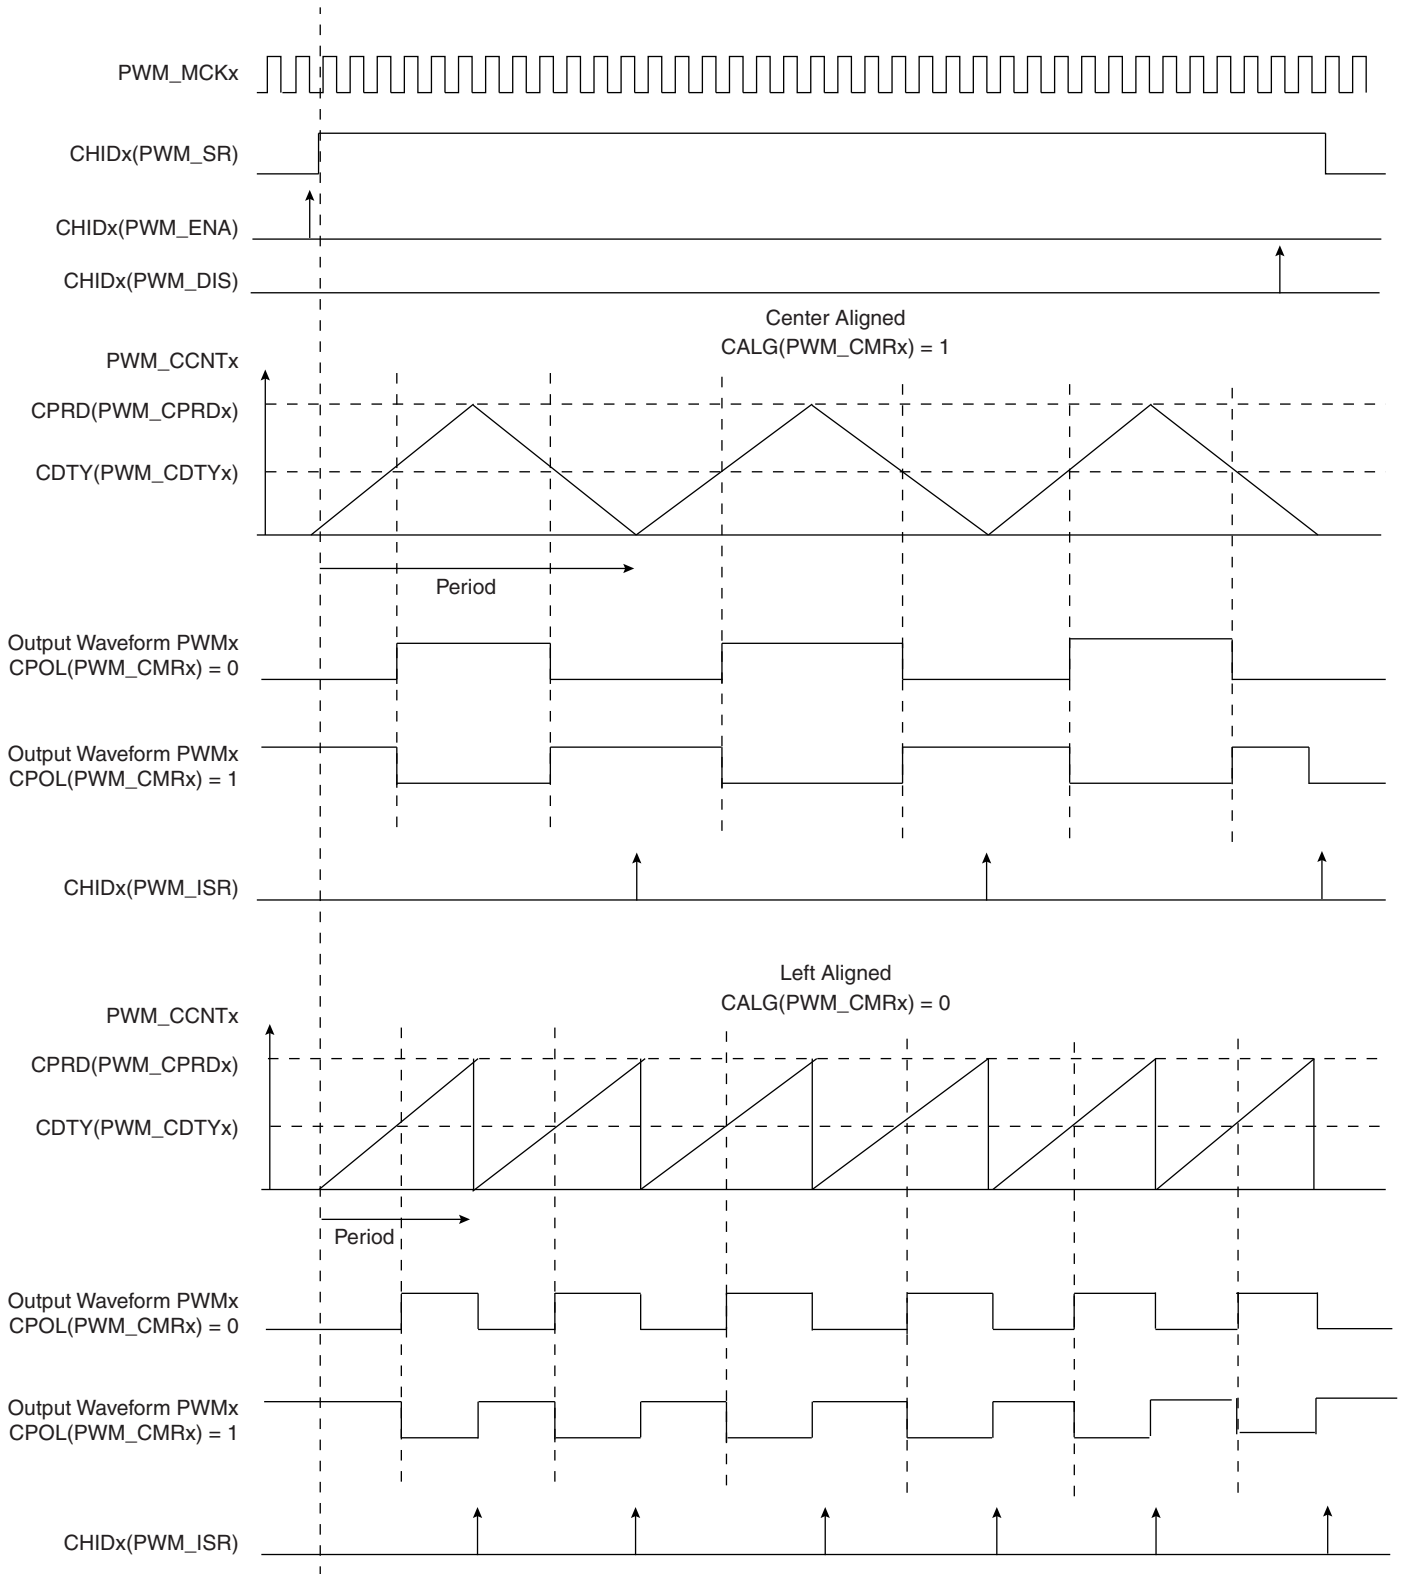 PWM_MCKx
CHIDx(PWM_SR)
CHIDx(PWM_ENA)
CHIDx(PWM_DIS)
Center Aligned
CALG(PWM_CMRx) = 1
PWM_CCNTx
CPRD(PWM_CPRDx)
CDTY(PWM_CDTYx)
Period
Output Waveform PWMx
CPOL(PWM_CMRx) = 0
Output Waveform PWMx
CPOL(PWM_CMRx) = 1
CHIDx(PWM_ISR)
Left Aligned
CALG(PWM_CMRx) = 0
PWM_CCNTx
CPRD(PWM_CPRDx)
CDTY(PWM_CDTYx)
Period
Output Waveform PWMx
CPOL(PWM_CMRx) = 0
Output Waveform PWMx
CPOL(PWM_CMRx) = 1
CHIDx(PWM_ISR)